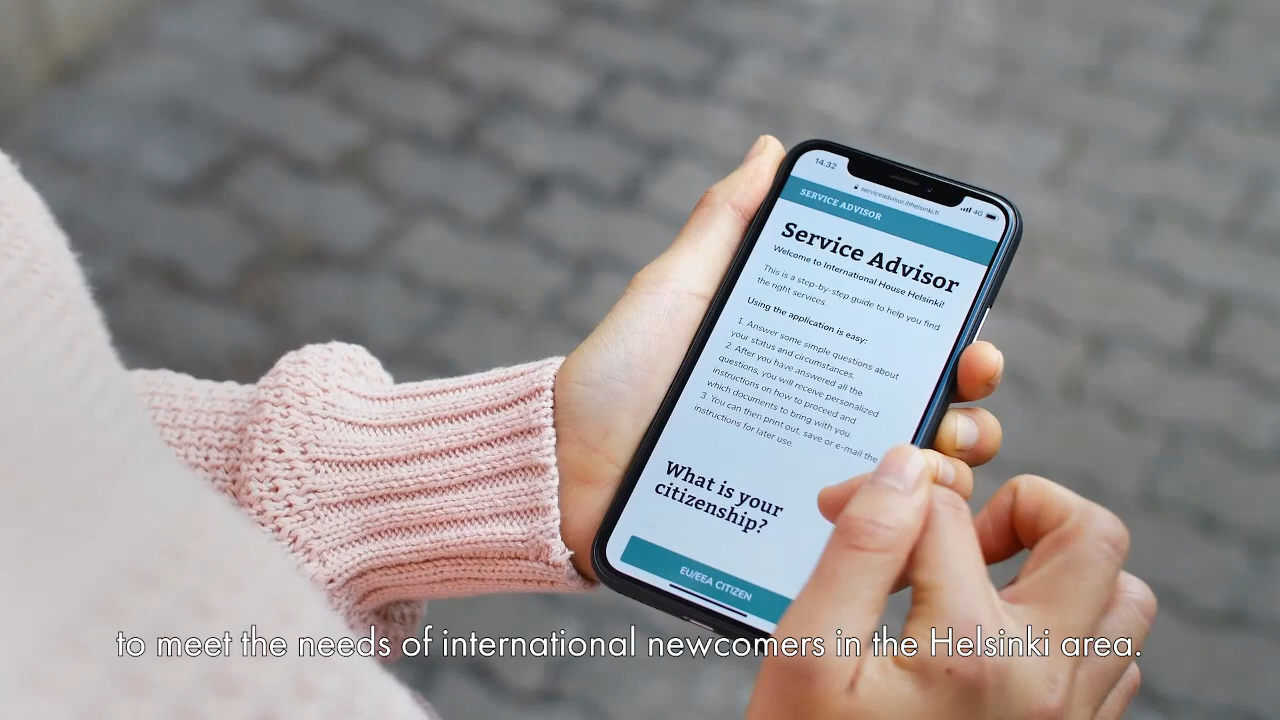 14.32
serviceadvisor.ihhelsinki.fi
4G
SERVICE ADVISOR
Service Advisor
Welcome to International House Helsinki!
This is a step-by-step guide to help you find
the right services.
Using the application is easy:
1. Answer some simple questions about
your status and circumstances.
2. After you have answered all the
questions, you will receive personalized
instructions on how to proceed and
which documents to bring with you.
3. You can then print out, save or e-mail the
instructions for later use.
What is your
citizenship?
EU/EEA CITIZEN
to meet the needs of international newcomers in the Helsinki area.